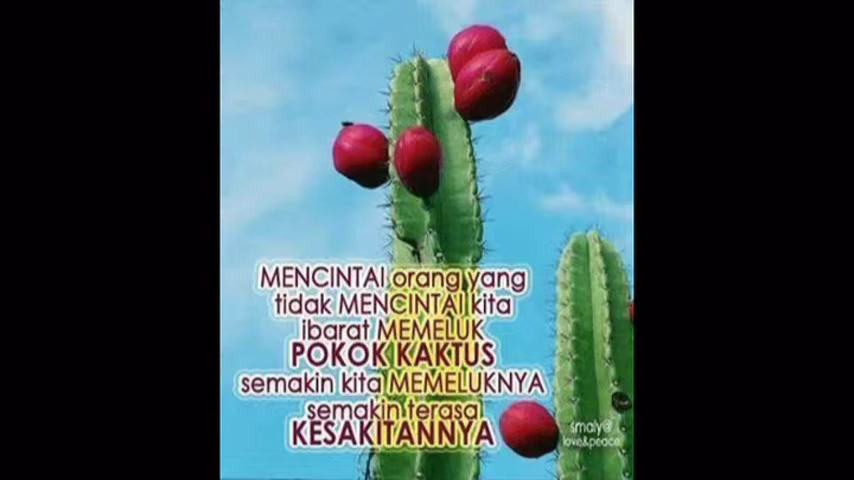 MENCINTAI orang yang
tidak MENCINTAI kita
ibarat MEMELUK
POKOK KAKTUS
semakin kita MEMELUKNYA
semakin terasa
KESAKITANNYA
smaly@
love&peace